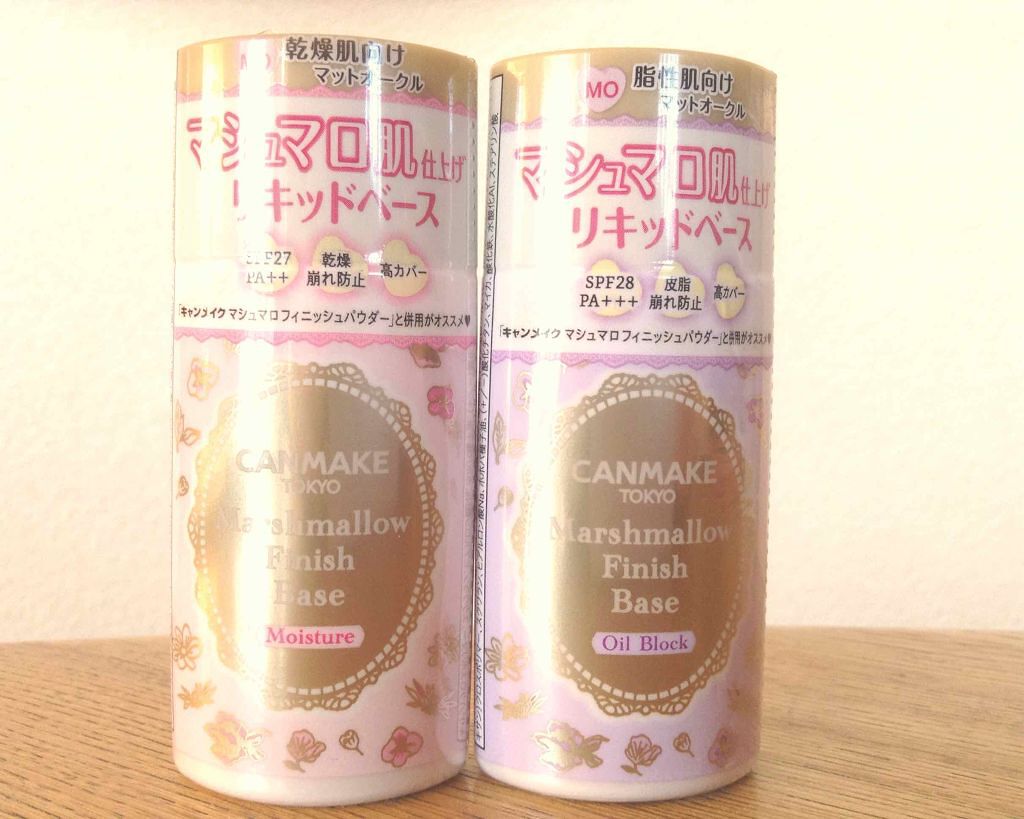 MO 乾燥肌向け
マットオークル
マシュマロ肌仕上げ
リキッドベース
SPF27
PA++
乾燥
崩れ防止
高カバー
「キャンメイク マシュマロフィニッシュパウダー」と併用がオススメ♥
CANMAKE
TOKYO
Marshmallow
Finish
Base
Moisture
MO 脂性肌向け
マットオークル
マシュマロ肌仕上げ
リキッドベース
SPF28
PA+++
皮脂
崩れ防止
高カバー
「キャンメイク マシュマロフィニッシュパウダー」と併用がオススメ♥
CANMAKE
TOKYO
Marshmallow
Finish
Base
Oil Block